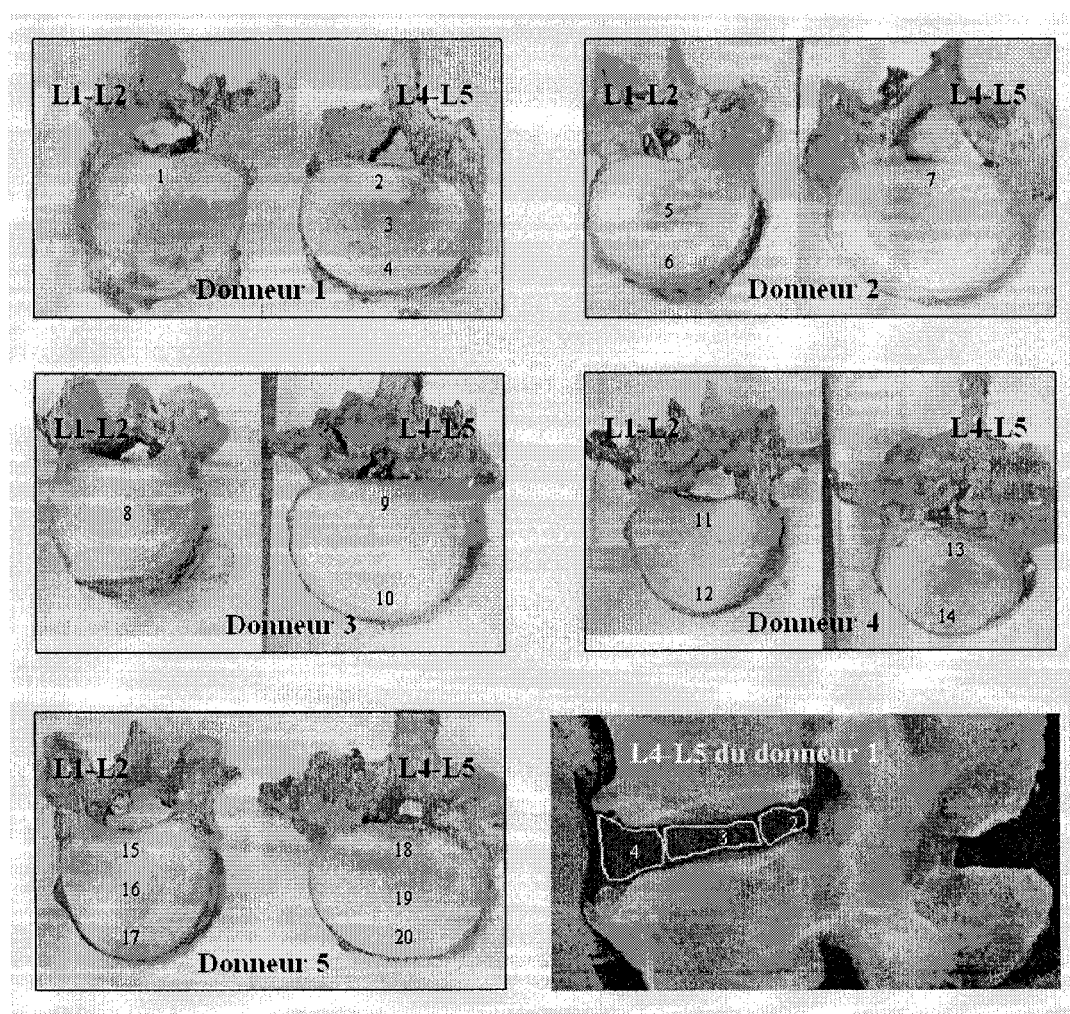 L1-L2 L4-L5
1
2
3
4
Donneur 1
L1-L2 L4-L5
5
6
7
Donneur 2
L1-L2 L4-L5
8
9
10
Donneur 3
L1-L2 L4-L5
11
12
13
14
Donneur 4
L1-L2 L4-L5
15
16
17
18
19
20
Donneur 5
L4-L5 du donneur 1
4 3 2